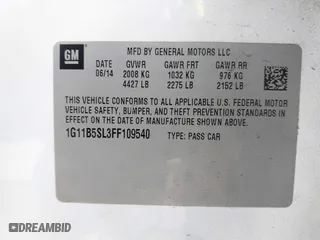 GM
MFD BY GENERAL MOTORS LLC
06/14 GVWR GAWR FRT GAWR RR
2008 KG 1032 KG 976 KG
4427 LB 2275 LB 2152 LB
THIS VEHICLE CONFORMS TO ALL APPLICABLE U.S. FEDERAL MOTOR
VEHICLE SAFETY, BUMPER, AND THEFT PREVENTION STANDARDS IN
EFFECT ON THE DATE OF MANUFACTURE SHOWN ABOVE.
1G11B5SL3FF109540 TYPE: PASS CAR
© DREAMBID
DREAMBID.COM